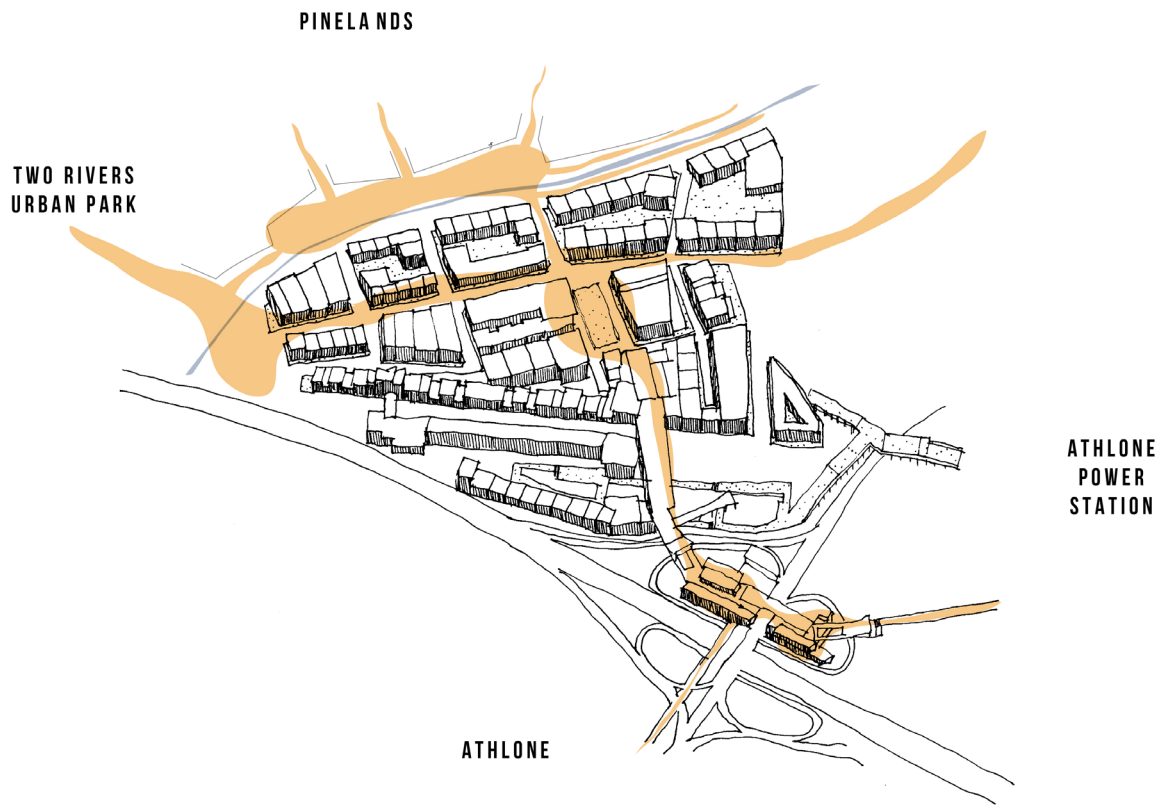 PINELANDS
TWO RIVERS
URBAN PARK
ATHLONE
POWER
STATION
ATHLONE